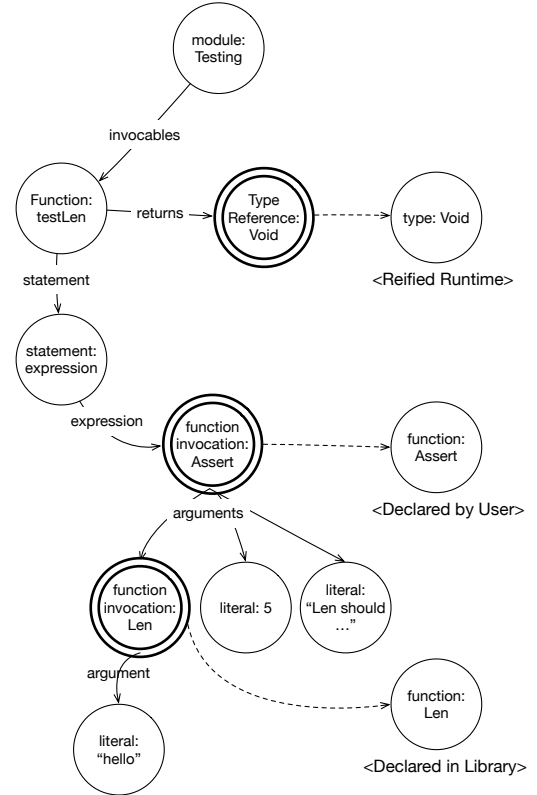 module:
Testing
invocables
Function:
testLen
returns
Type
Reference:
Void
type: Void
<Reified Runtime>
statement
statement:
expression
expression
function
invocation:
Assert
function:
Assert
<Declared by User>
arguments
function
invocation:
Len
literal: 5
literal:
“Len should
…”
argument
function:
Len
<Declared in Library>
literal:
“hello”